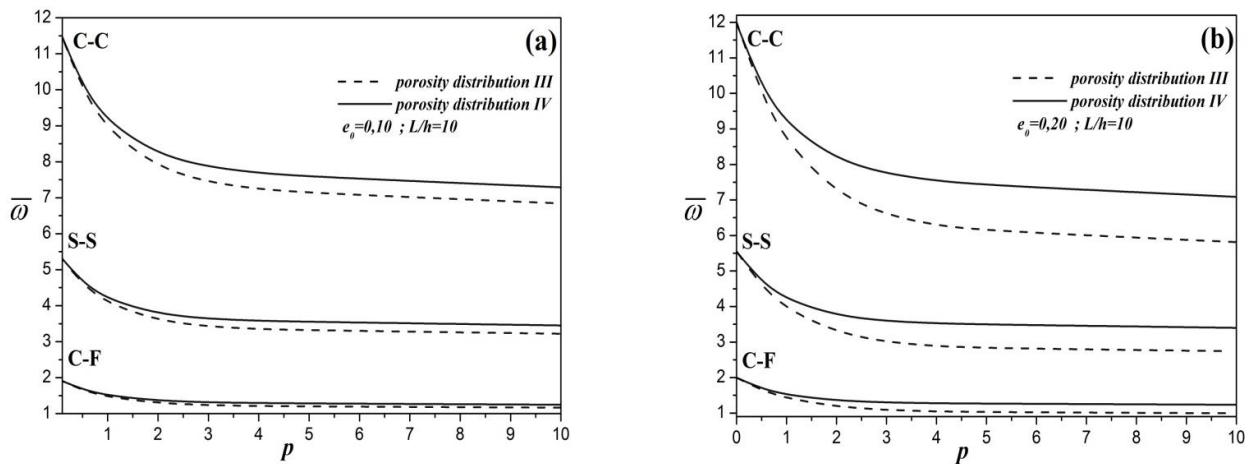 12
11
10
9
8
7
6
5
4
3
2
1
ω
C-C
(a)
porosity distribution III
porosity distribution IV
e0=0,10 ; L/h=10
S-S
C-F
1 2 3 4 5 6 7 8 9 10
p
12
11
10
9
8
7
6
5
4
3
2
1
ω
C-C
(b)
porosity distribution III
porosity distribution IV
e0=0,20 ; L/h=10
S-S
C-F
0 1 2 3 4 5 6 7 8 9 10
p